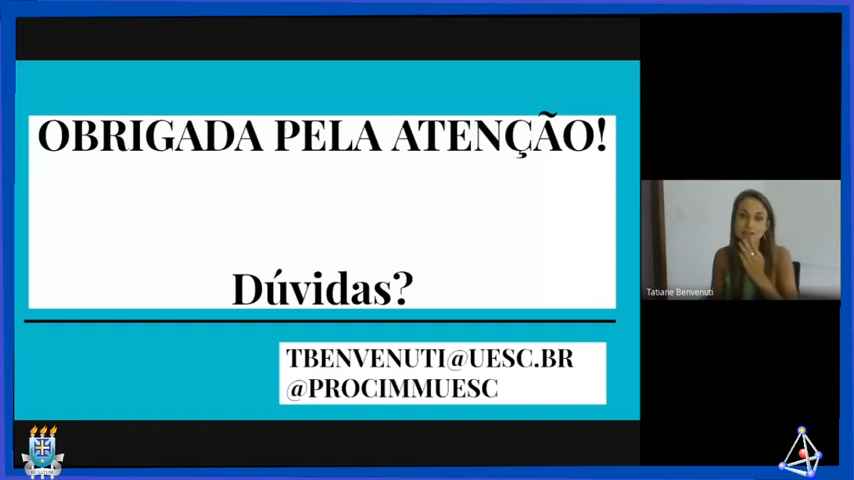 OBRIGADA PELA ATENÇÃO!
Dúvidas?
TBENVENUTI@UESC.BR
@PROCIMMUESC
Tatiane Benvenuti